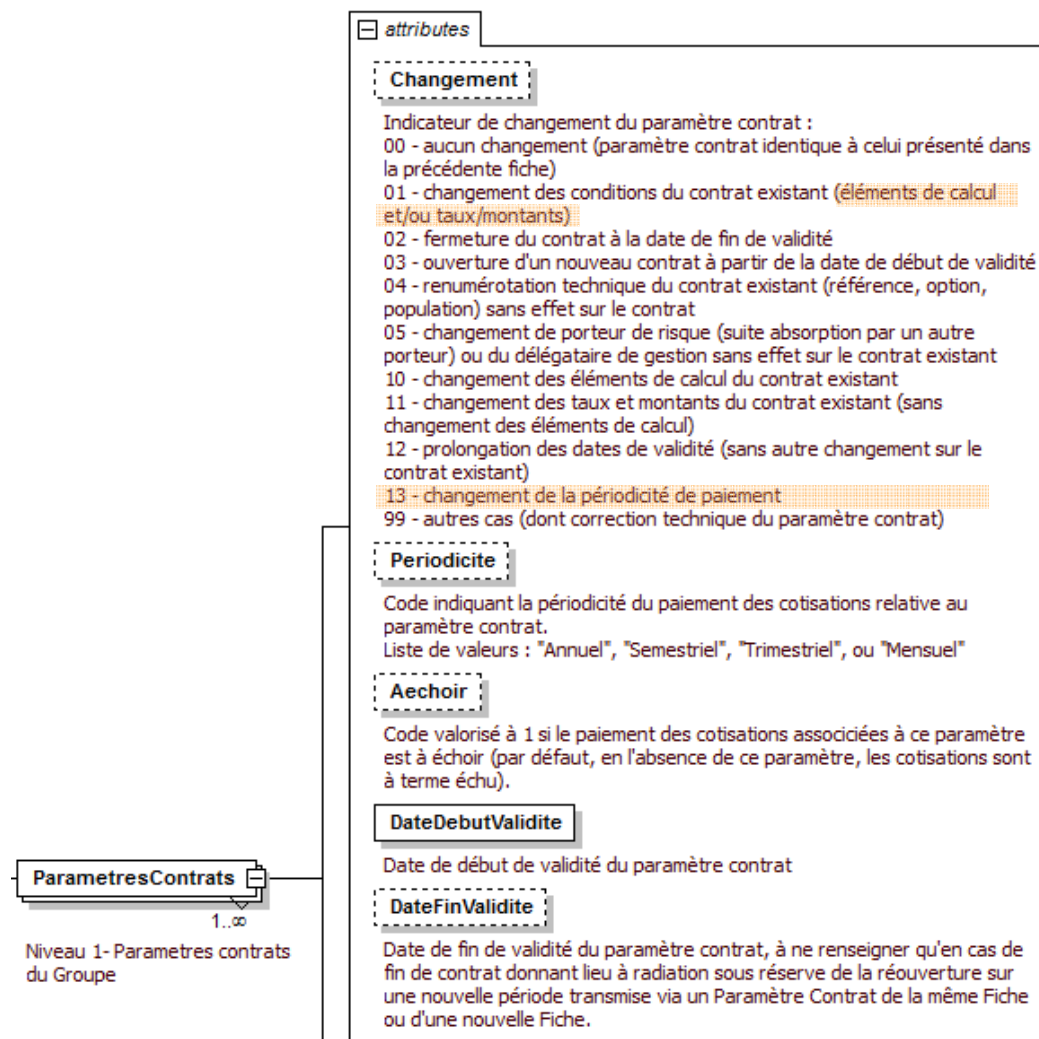 attributes
Changement
Indicateur de changement du paramètre contrat :
00 - aucun changement (paramètre contrat identique à celui présenté dans
la précédente fiche)
01 - changement des conditions du contrat existant (éléments de calcul
et/ou taux/montants)
02 - fermeture du contrat à la date de fin de validité
03 - ouverture d'un nouveau contrat à partir de la date de début de validité
04 - renumérotation technique du contrat existant (référence, option,
population) sans effet sur le contrat
05 - changement de porteur de risque (suite absorption par un autre
porteur) ou du délégataire de gestion sans effet sur le contrat existant
10 - changement des éléments de calcul du contrat existant
11 - changement des taux et montants du contrat existant (sans
changement des éléments de calcul)
12 - prolongation des dates de validité (sans autre changement sur le
contrat existant)
13 - changement de la périodicité de paiement
99 - autres cas (dont correction technique du paramètre contrat)
Periodicite
Code indiquant la périodicité du paiement des cotisations relative au
paramètre contrat.
Liste de valeurs : "Annuel", "Semestriel", "Trimestriel", ou "Mensuel"
Aechoir
Code valorisé à 1 si le paiement des cotisations associciées à ce paramètre
est à échoir (par défaut, en l'absence de ce paramètre, les cotisations sont
à terme échu).
DateDebutValidite
Date de début de validité du paramètre contrat
DateFinValidite
Date de fin de validité du paramètre contrat, à ne renseigner qu'en cas de
fin de contrat donnant lieu à radiation sous réserve de la réouverture sur
une nouvelle période transmise via un Paramètre Contrat de la même Fiche
ou d'une nouvelle Fiche.
ParametresContrats
1..∞
Niveau 1- Parametres contrats
du Groupe